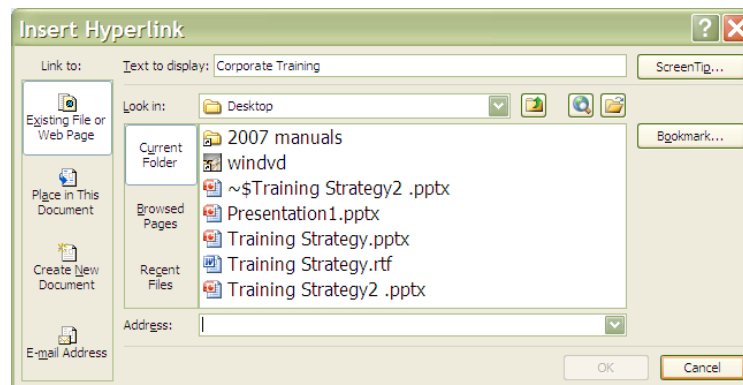 Insert Hyperlink
Link to:
Text to display: Corporate Training
ScreenTip...
Existing File or
Web Page
Look in: Desktop
Bookmark...
Current
Folder
2007 manuals
windvd
~$Training Strategy2 .pptx
Presentation1.pptx
Training Strategy.pptx
Training Strategy.rtf
Training Strategy2 .pptx
Place in This
Document
Browsed
Pages
Create New
Document
Recent
Files
E-mail Address
Address:
OK
Cancel